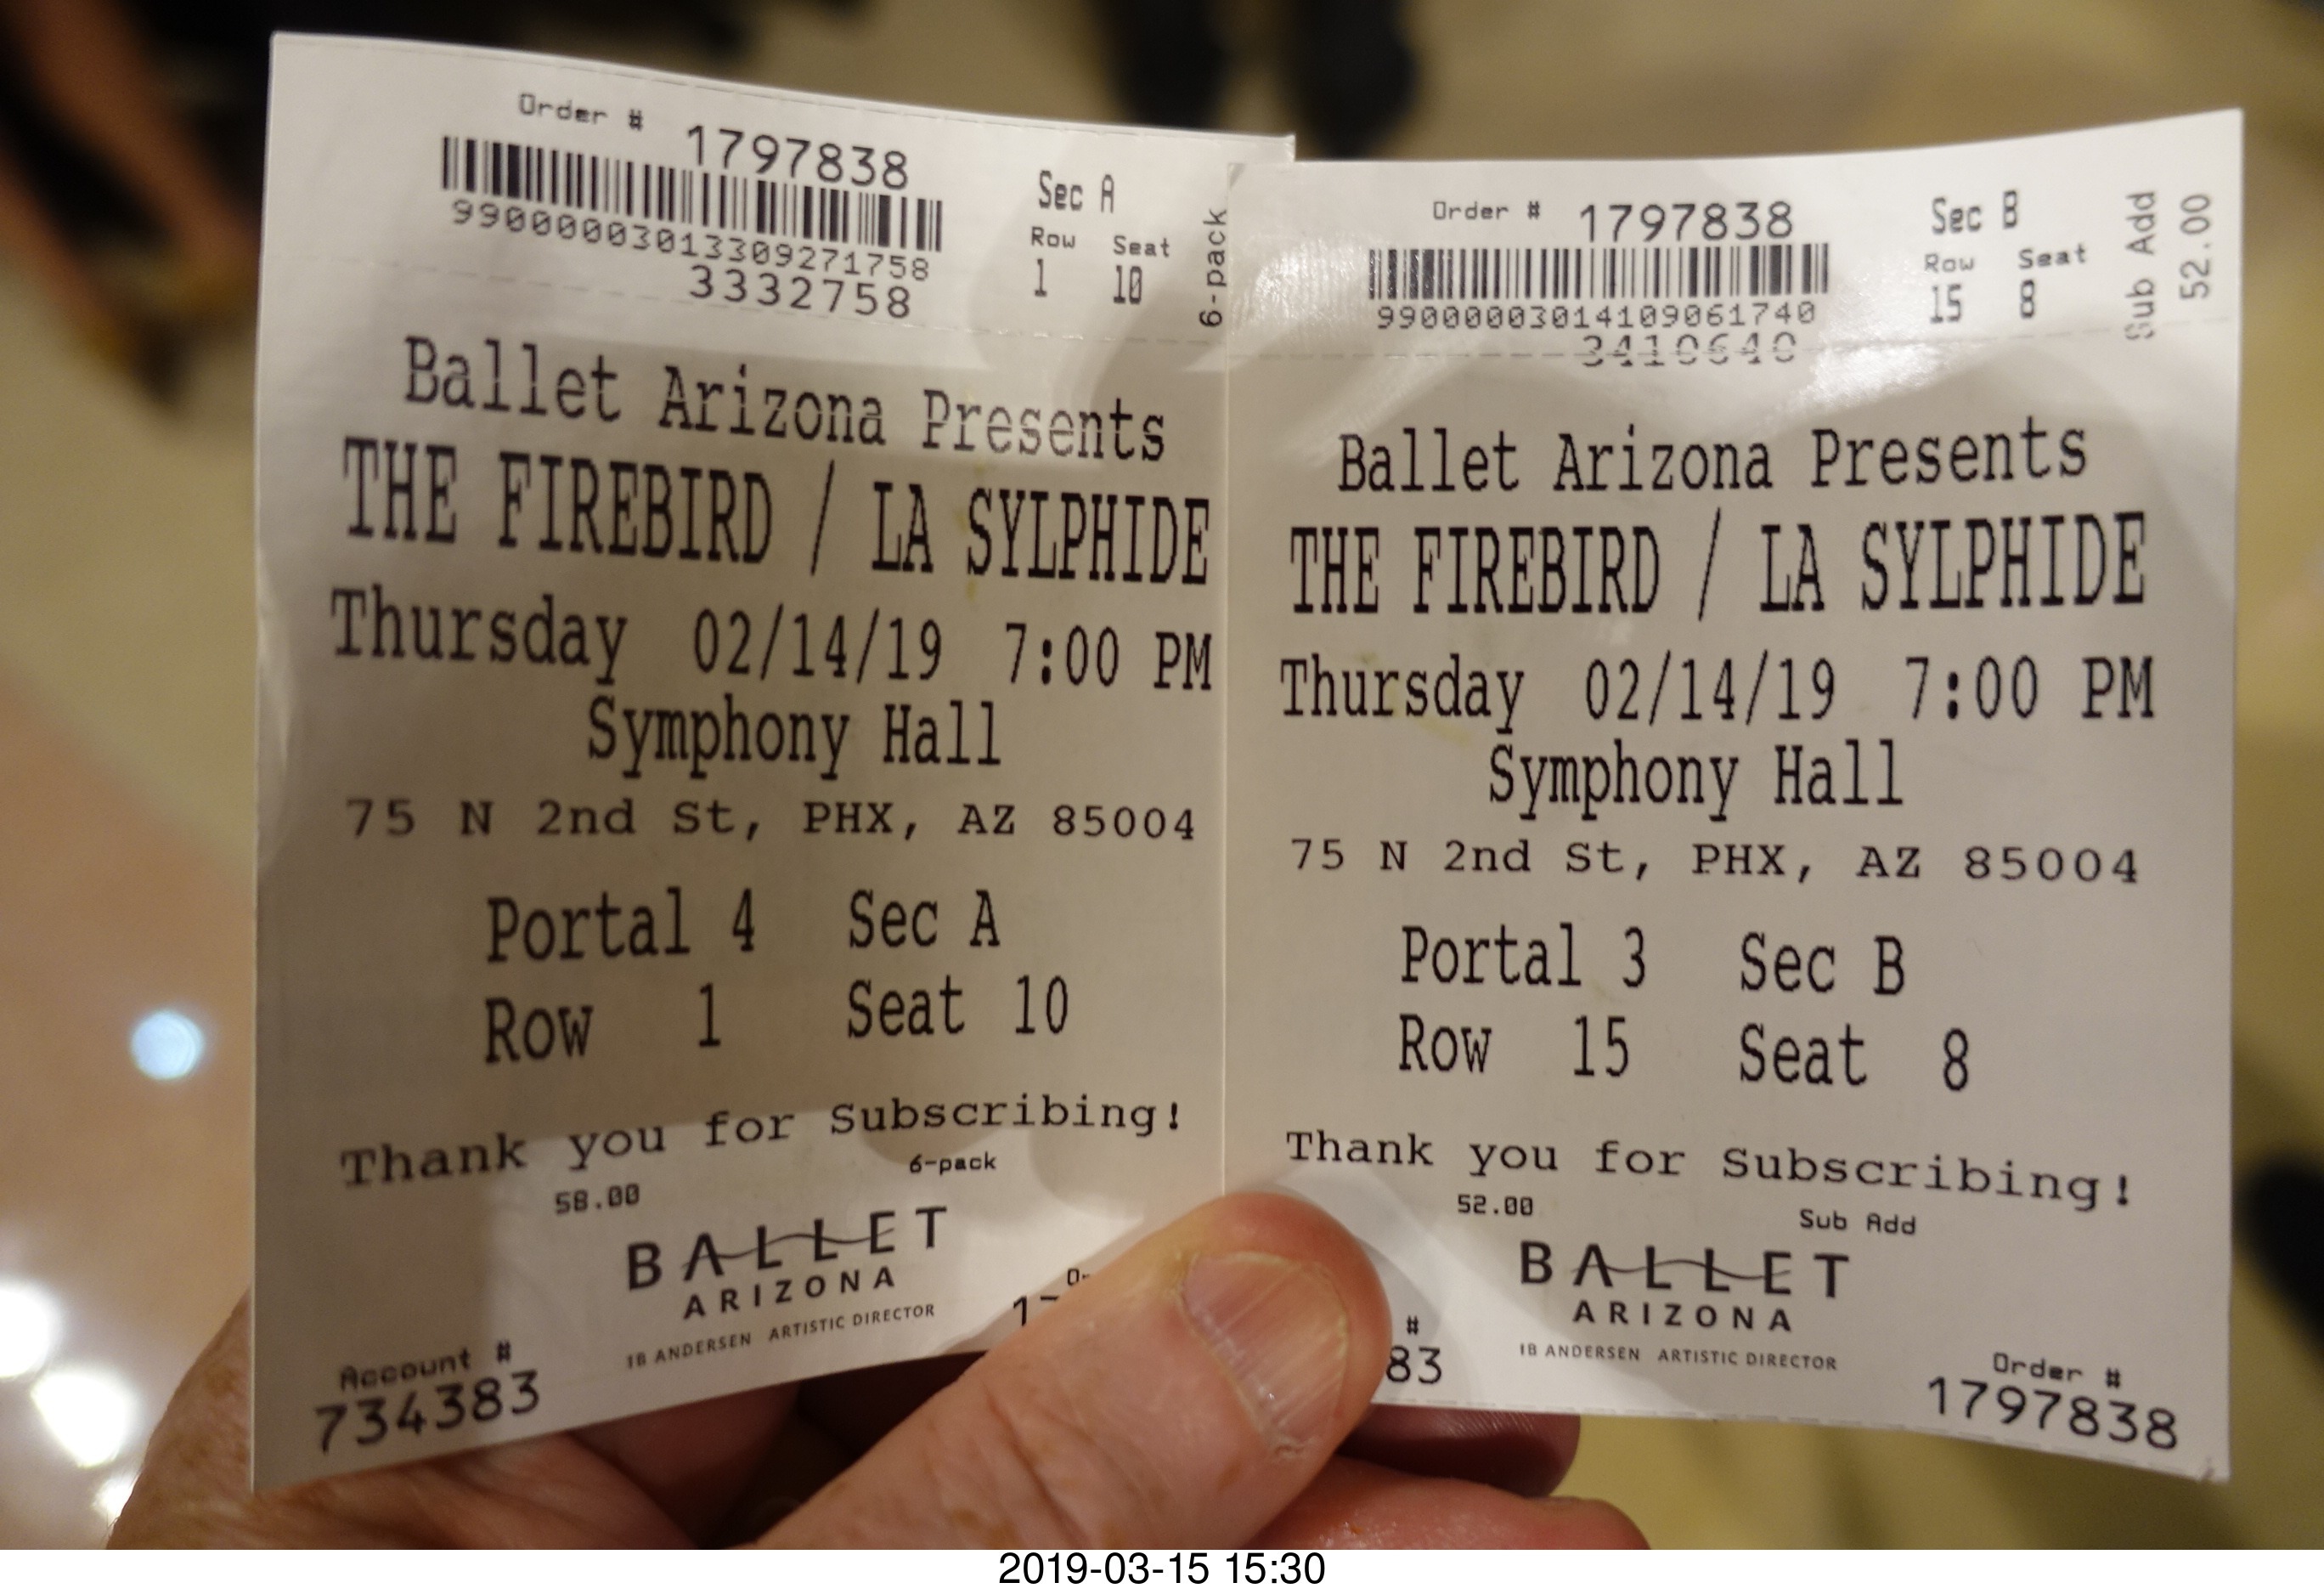 Order # 1797838
99000003013309271758
3332758
Sec A
Row Seat
1 10
6-pack
Ballet Arizona Presents
THE FIREBIRD / LA SYLPHIDE
Thursday 02/14/19 7:00 PM
Symphony Hall
75 N 2nd St, PHX, AZ 85004
Portal 4 Sec A
Row 1 Seat 10
Thank you for Subscribing!
58.00 6-pack
BALLET
ARIZONA
IB ANDERSEN ARTISTIC DIRECTOR
Account #
734383
Order # 1797838
99000003014109061740
3410640
Sec B
Row Seat
15 8
Sub Add
52.00
Ballet Arizona Presents
THE FIREBIRD / LA SYLPHIDE
Thursday 02/14/19 7:00 PM
Symphony Hall
75 N 2nd St, PHX, AZ 85004
Portal 3 Sec B
Row 15 Seat 8
Thank you for Subscribing!
52.00 Sub Add
BALLET
ARIZONA
IB ANDERSEN ARTISTIC DIRECTOR
#
83
Order #
1797838
2019-03-15 15:30